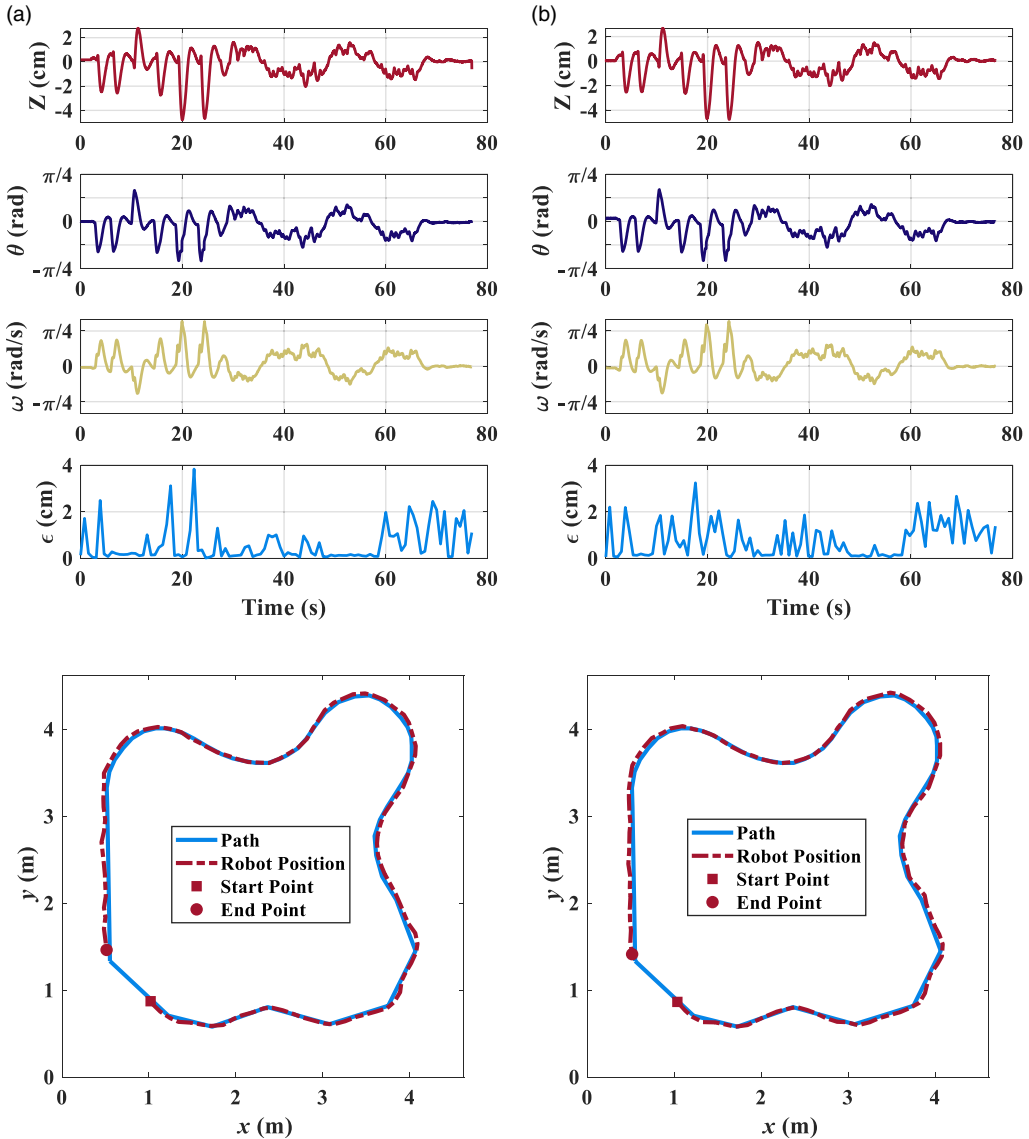 (a)
Z (cm)
2
0
-2
-4
0 20 40 60 80
θ (rad)
π/4
0
-π/4
0 20 40 60 80
ω (rad/s)
π/4
0
-π/4
0 20 40 60 80
ϵ (cm)
4
2
0
0 20 40 60 80
Time (s)
y (m)
4
3
2
1
0
0 1 2 3 4
x (m)
Path
Robot Position
Start Point
End Point
(b)
Z (cm)
2
0
-2
-4
0 20 40 60 80
θ (rad)
π/4
0
-π/4
0 20 40 60 80
ω (rad/s)
π/4
0
-π/4
0 20 40 60 80
ϵ (cm)
4
2
0
0 20 40 60 80
Time (s)
y (m)
4
3
2
1
0
0 1 2 3 4
x (m)
Path
Robot Position
Start Point
End Point